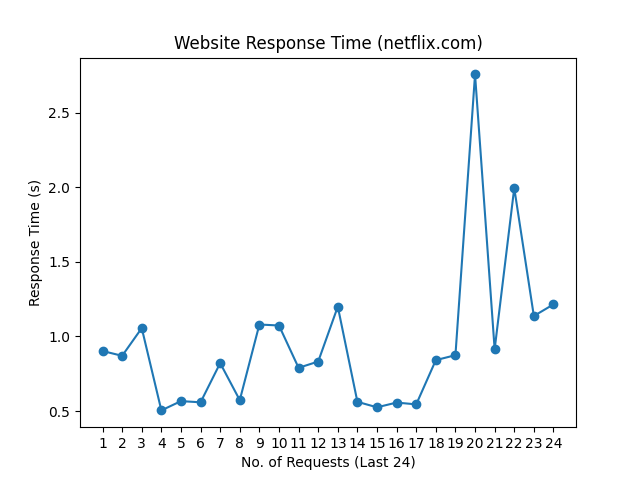 Website Response Time (netflix.com)
Response Time (s)
2.5
2.0
1.5
1.0
0.5
1 2 3 4 5 6 7 8 9 10 11 12 13 14 15 16 17 18 19 20 21 22 23 24
No. of Requests (Last 24)